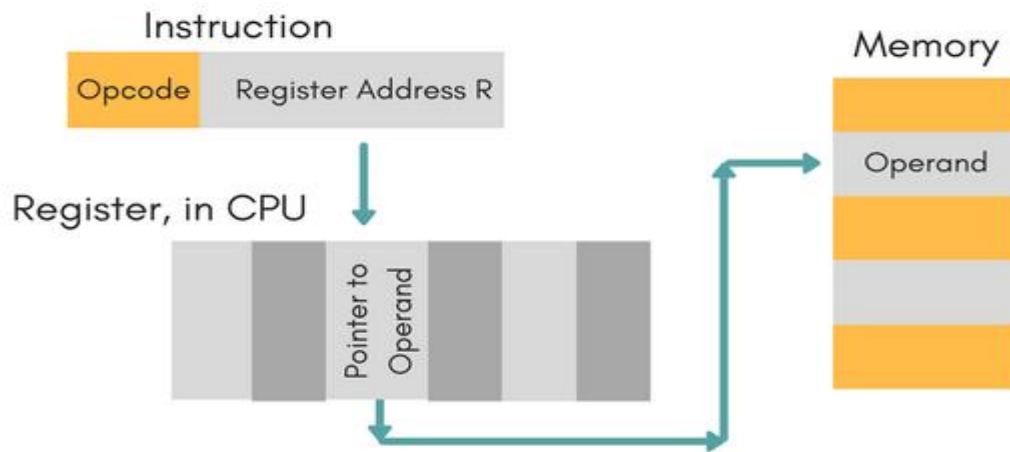 Instruction
Opcode
Register Address R
Register, in CPU
Pointer to
Operand
Memory
Operand